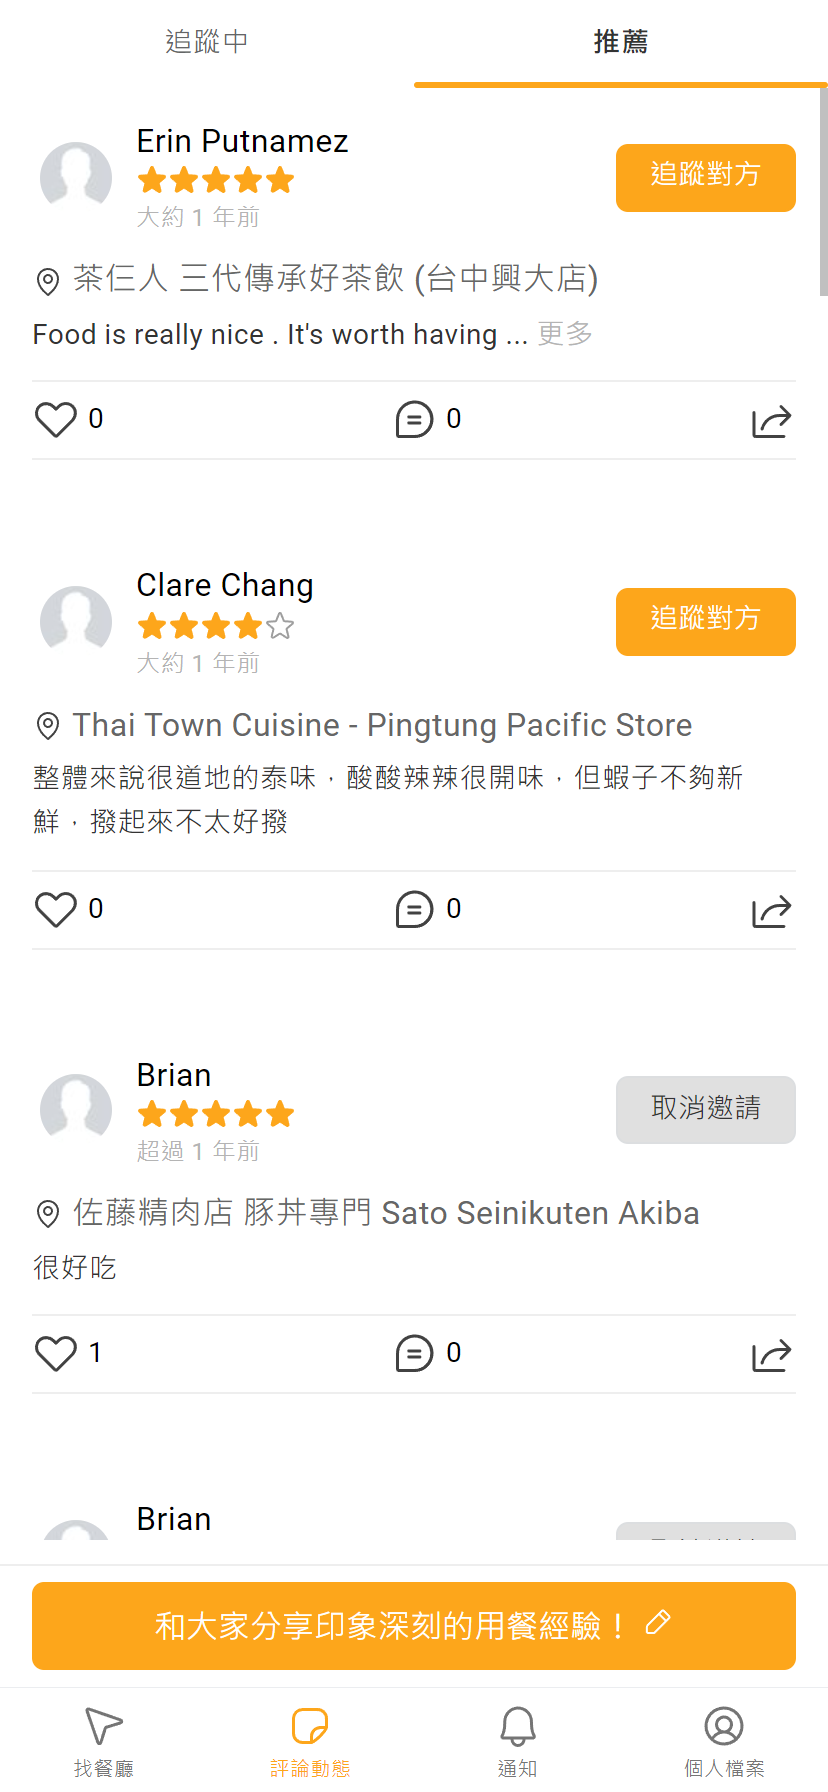 追蹤中
推薦
Erin Putnamez
追蹤對方
大約 1 年前
茶仨人 三代傳承好茶飲 (台中興大店)
Food is really nice . It's worth having ... 更多
0
0
Clare Chang
追蹤對方
大約 1 年前
Thai Town Cuisine - Pingtung Pacific Store
整體來說很道地的泰味，酸酸辣辣很開味，但蝦子不夠新
鮮，撥起來不太好撥
0
0
Brian
取消邀請
超過 1 年前
佐藤精肉店 豚丼專門 Sato Seinikuten Akiba
很好吃
1
0
Brian
和大家分享印象深刻的用餐經驗！
找餐廳
評論動態
通知
個人檔案